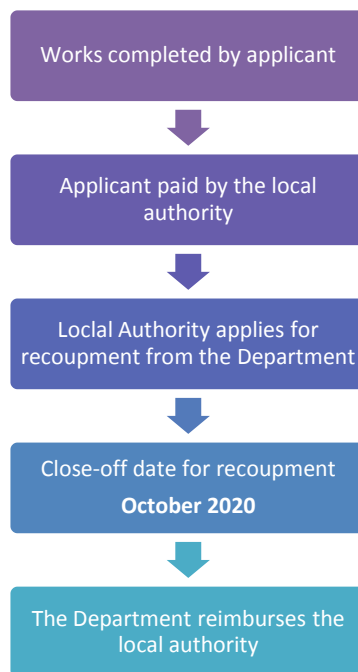 Works completed by applicant
Applicant paid by the local
authority
Loclal Authority applies for
recoupment from the Department
Close-off date for recoupment
October 2020
The Department reimburses the
local authority